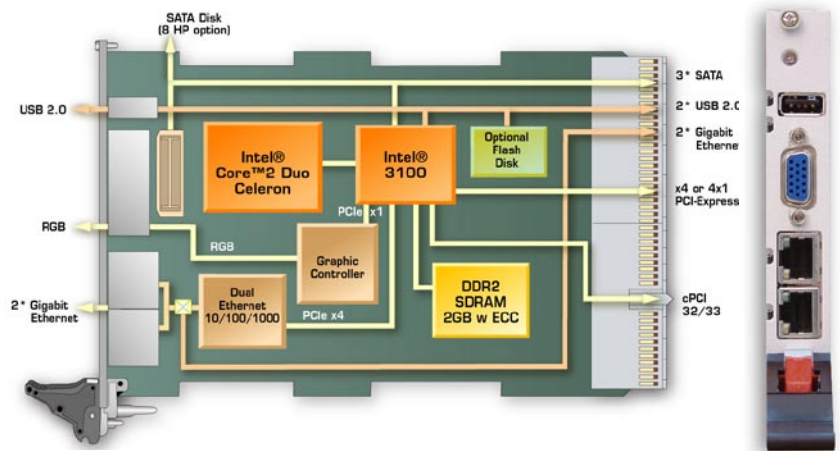 SATA Disk
(8 HP option)
3* SATA
USB 2.0
2* USB 2.0
2* Gigabit
Ethernet
Intel®
Core™2 Duo
Celeron
Intel®
3100
Optional
Flash
Disk
x4 or 4x1
PCI-Express
PCIe x1
RGB
RGB
Graphic
Controller
DDR2
SDRAM
2GB w ECC
2* Gigabit
Ethernet
Dual
Ethernet
10/100/1000
PCIe x4
cPCI
32/33